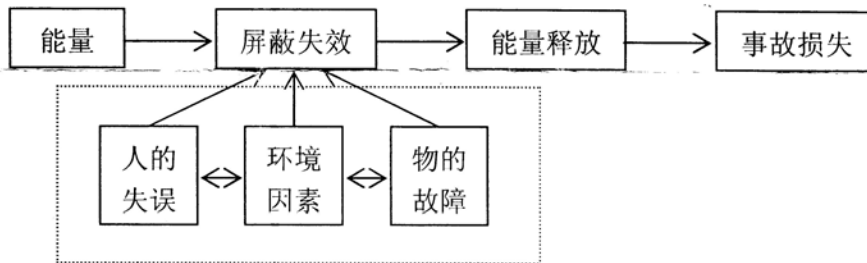 能量
屏蔽失效
能量释放
事故损失
人的
失误
环境
因素
物的
故障